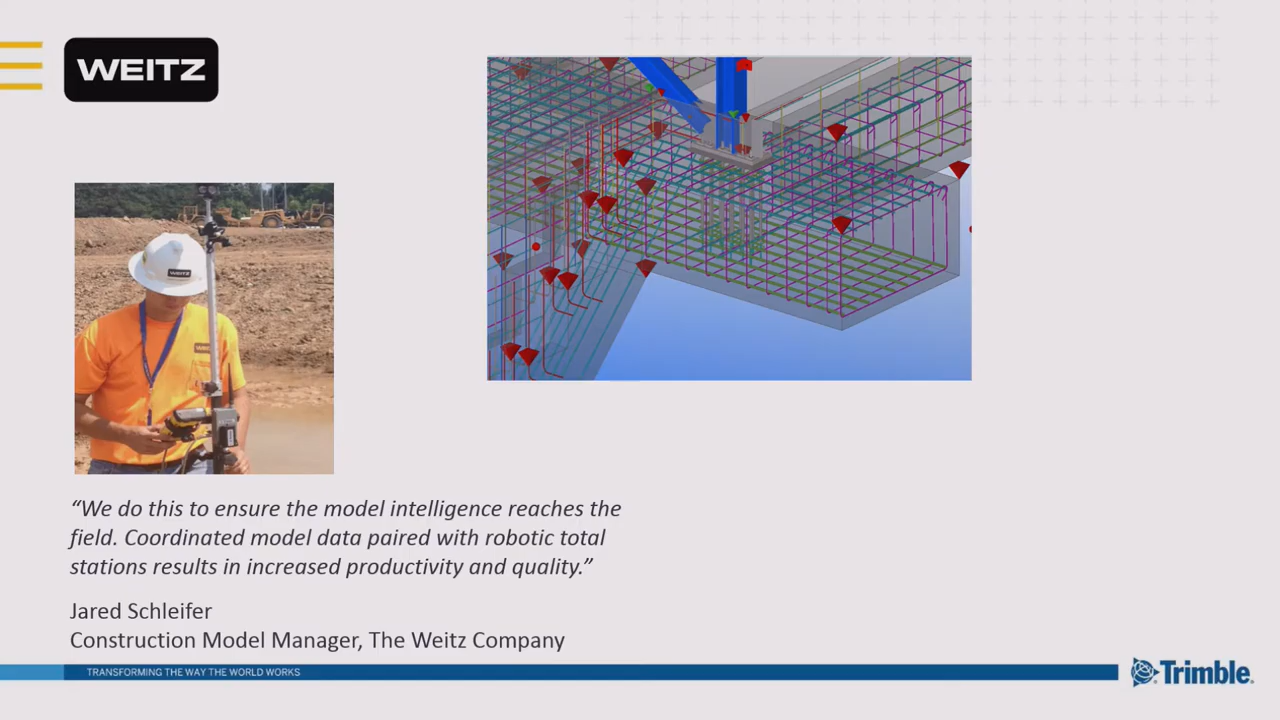 WEITZ
WEITZ
“We do this to ensure the model intelligence reaches the
field. Coordinated model data paired with robotic total
stations results in increased productivity and quality.”
Jared Schleifer
Construction Model Manager, The Weitz Company
TRANSFORMING THE WAY THE WORLD WORKS
Trimble